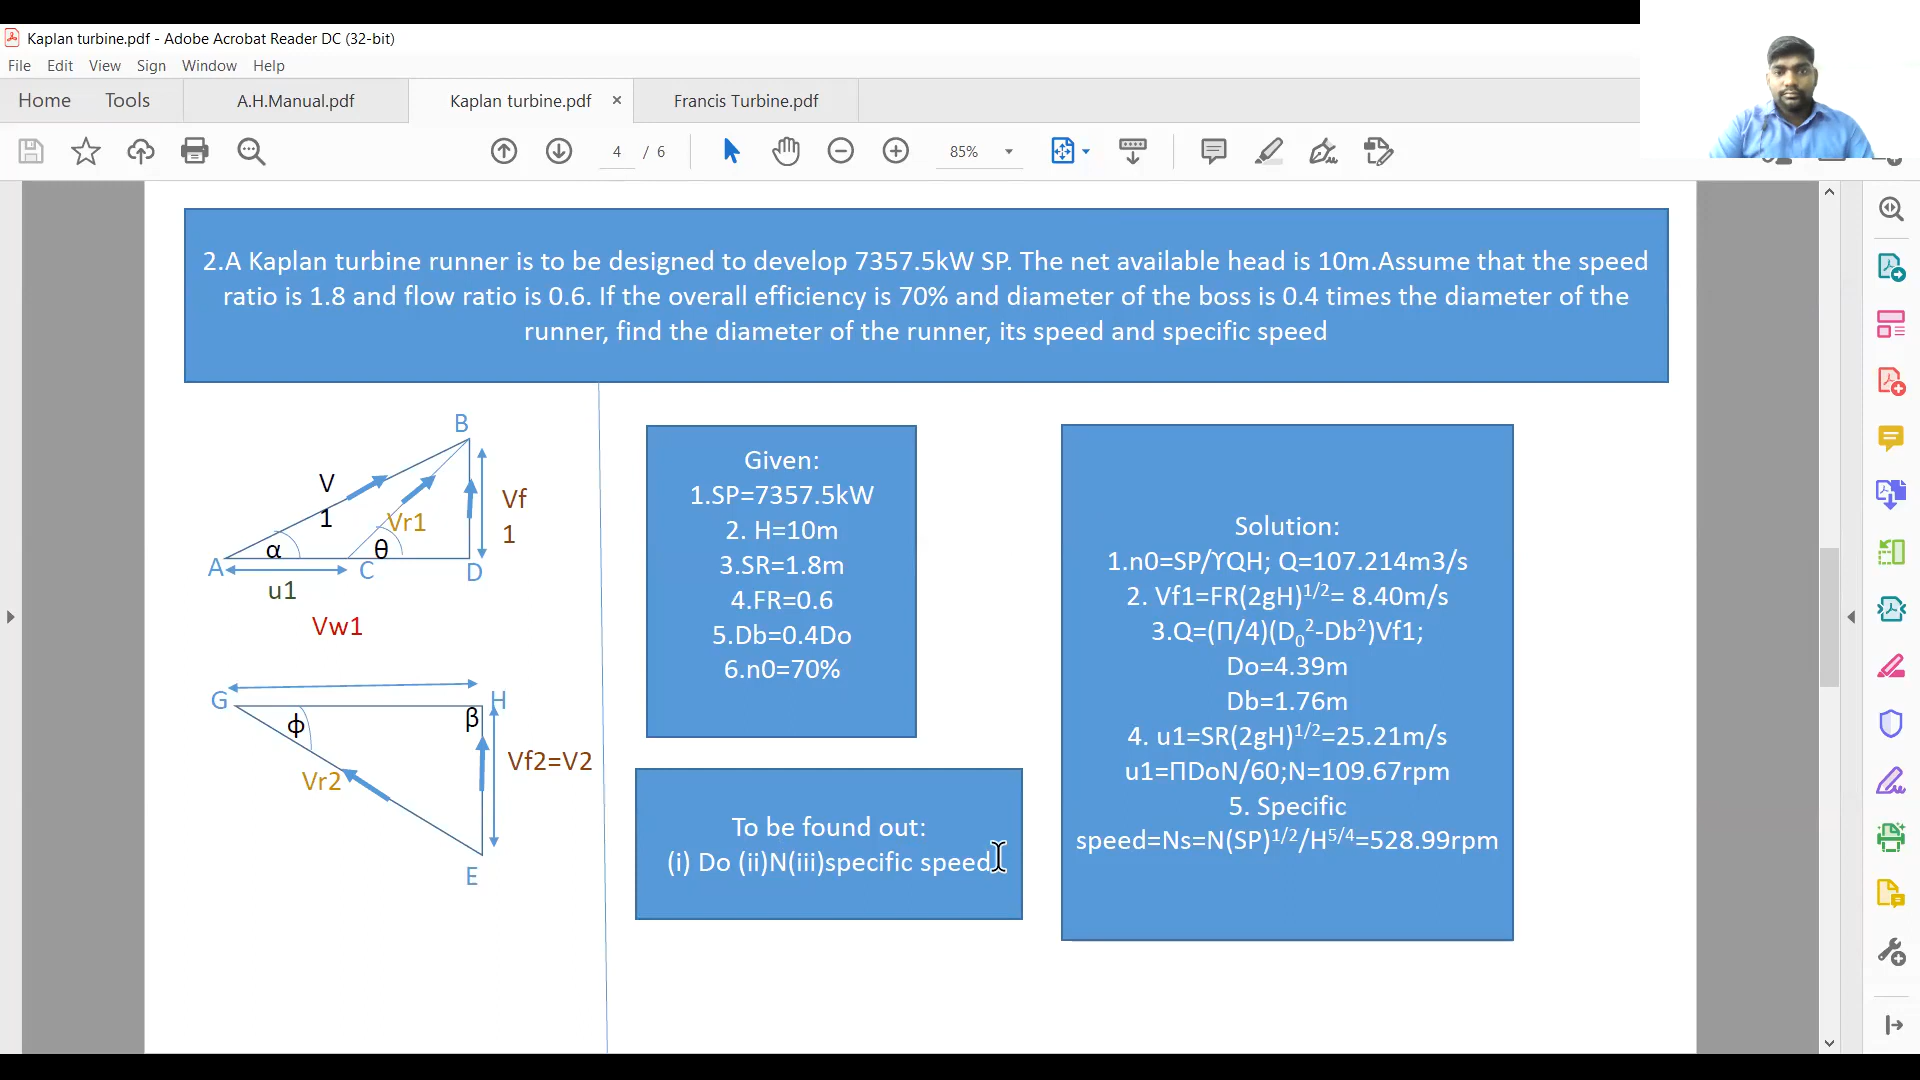 Kaplan turbine.pdf - Adobe Acrobat Reader DC (32-bit)
File Edit View Sign Window Help
Home Tools A.H.Manual.pdf Kaplan turbine.pdf × Francis Turbine.pdf
4 / 6 85%
2.A Kaplan turbine runner is to be designed to develop 7357.5kW SP. The net available head is 10m.Assume that the speed
ratio is 1.8 and flow ratio is 0.6. If the overall efficiency is 70% and diameter of the boss is 0.4 times the diameter of the
runner, find the diameter of the runner, its speed and specific speed
B
V
1
Vr1
Vf
1
α
θ
A
C
D
u1
Vw1
G
H
ϕ
β
Vr2
Vf2=V2
E
Given:
1.SP=7357.5kW
2. H=10m
3.SR=1.8m
4.FR=0.6
5.Db=0.4Do
6.n0=70%
To be found out:
(i) Do (ii)N(iii)specific speed
Solution:
1.n0=SP/ϒQH; Q=107.214m3/s
2. Vf1=FR(2gH)^1/2= 8.40m/s
3.Q=(Π/4)(D₀²-Db²)Vf1;
Do=4.39m
Db=1.76m
4. u1=SR(2gH)^1/2=25.21m/s
u1=ΠDoN/60;N=109.67rpm
5. Specific
speed=Ns=N(SP)^1/2/H^5/4=528.99rpm